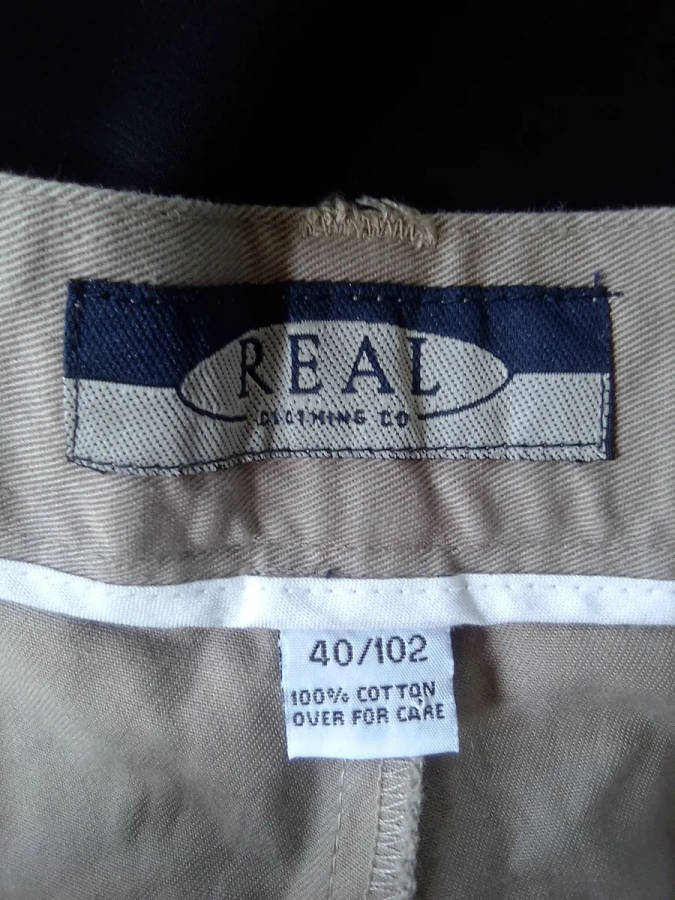 REAL
CLOTHING CO
40/102
100% COTTON
OVER FOR CARE